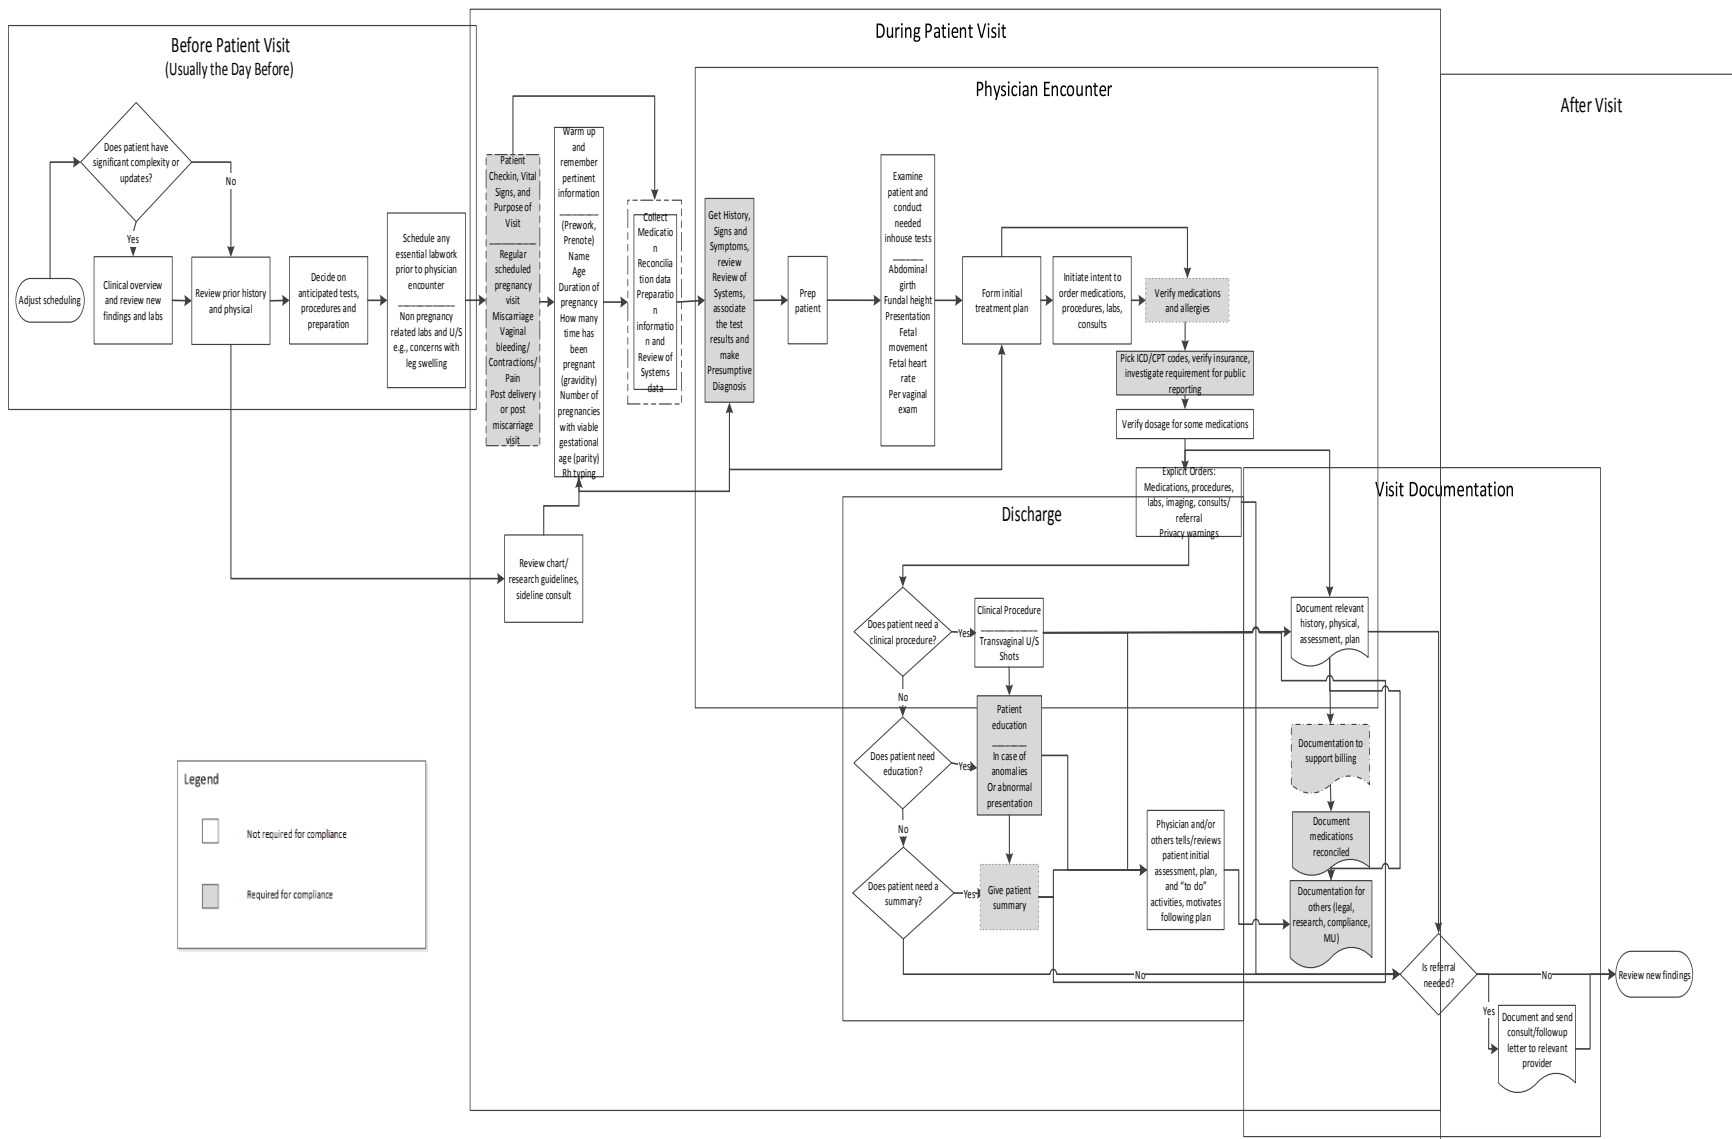 During Patient Visit
Before Patient Visit
(Usually the Day Before)
Physician Encounter
After Visit
Does patient have
significant complexity or
updates?
No
Yes
Adjust scheduling
Clinical overview
and review new
findings and labs
Review prior history
and physical
Decide on
anticipated tests,
procedures and
preparation
Schedule any
essential labwork
prior to physician
encounter
Non pregnancy
related labs and U/S
e.g., concerns with
leg swelling
Patient
Checkin, Vital
Signs, and
Purpose of
Visit
Regular
scheduled
pregnancy
visit
Miscarriage
Vaginal
bleeding/
Contractions/
Pain
Post delivery
or post
miscarriage
visit
Warm up
and
remember
pertinent
information
(Prework,
Prenote)
Name
Age
Duration of
pregnancy
How many
time has
been
pregnant
(gravidity)
Number of
pregnancies
with viable
gestational
age (parity)
Rh typing
Collect
Medicatio
n
Reconcilia
tion data
Preparatio
n
informatio
n and
Review of
Systems
data
Get History,
Signs and
Symptoms,
review
Review of
Systems,
associate
the test
results and
make
Presumptive
Diagnosis
Prep
patient
Examine
patient and
conduct
needed
inhouse tests
Abdominal
girth
Fundal height
Presentation
Fetal
movement
Fetal heart
rate
Per vaginal
exam
Form initial
treatment plan
Initiate intent to
order medications,
procedures, labs,
consults
Verify medications
and allergies
Pick ICD/CPT codes, verify insurance,
investigate requirement for public
reporting
Verify dosage for some medications
Explicit Orders:
Medications, procedures,
labs, imaging, consults/
referral
Privacy warnings
Visit Documentation
Discharge
Review chart/
research guidelines,
sideline consult
Does patient need a
clinical procedure?
Yes
Clinical Procedure
Transvaginal U/S
Shots
Document relevant
history, physical,
assessment, plan
No
Does patient need
education?
Yes
Patient
education
In case of
anomalies
Or abnormal
presentation
Documentation to
support billing
No
Does patient need a
summary?
Yes
Give patient
summary
Physician and/or
others tells/reviews
patient initial
assessment, plan,
and “to do”
activities, motivates
following plan
Document
medications
reconciled
Documentation for
others (legal,
research, compliance,
MU)
No
Is referral
needed?
No
Yes
Review new findings
Document and send
consult/followup
letter to relevant
provider
Legend
Not required for compliance
Required for compliance